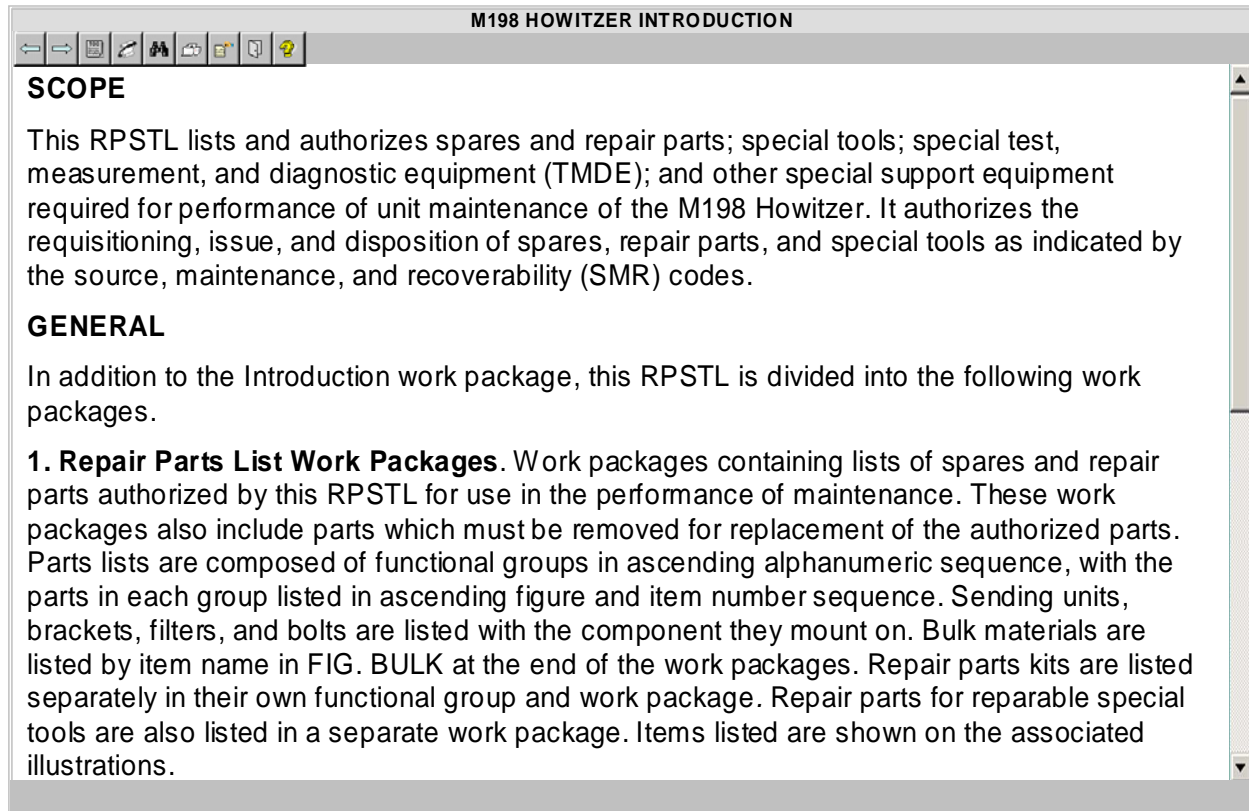 M198 HOWITZER INTRODUCTION
SCOPE
This RPSTL lists and authorizes spares and repair parts; special tools; special test,
measurement, and diagnostic equipment (TMDE); and other special support equipment
required for performance of unit maintenance of the M198 Howitzer. It authorizes the
requisitioning, issue, and disposition of spares, repair parts, and special tools as indicated by
the source, maintenance, and recoverability (SMR) codes.
GENERAL
In addition to the Introduction work package, this RPSTL is divided into the following work
packages.
1. Repair Parts List Work Packages. Work packages containing lists of spares and repair
parts authorized by this RPSTL for use in the performance of maintenance. These work
packages also include parts which must be removed for replacement of the authorized parts.
Parts lists are composed of functional groups in ascending alphanumeric sequence, with the
parts in each group listed in ascending figure and item number sequence. Sending units,
brackets, filters, and bolts are listed with the component they mount on. Bulk materials are
listed by item name in FIG. BULK at the end of the work packages. Repair parts kits are listed
separately in their own functional group and work package. Repair parts for reparable special
tools are also listed in a separate work package. Items listed are shown on the associated
illustrations.